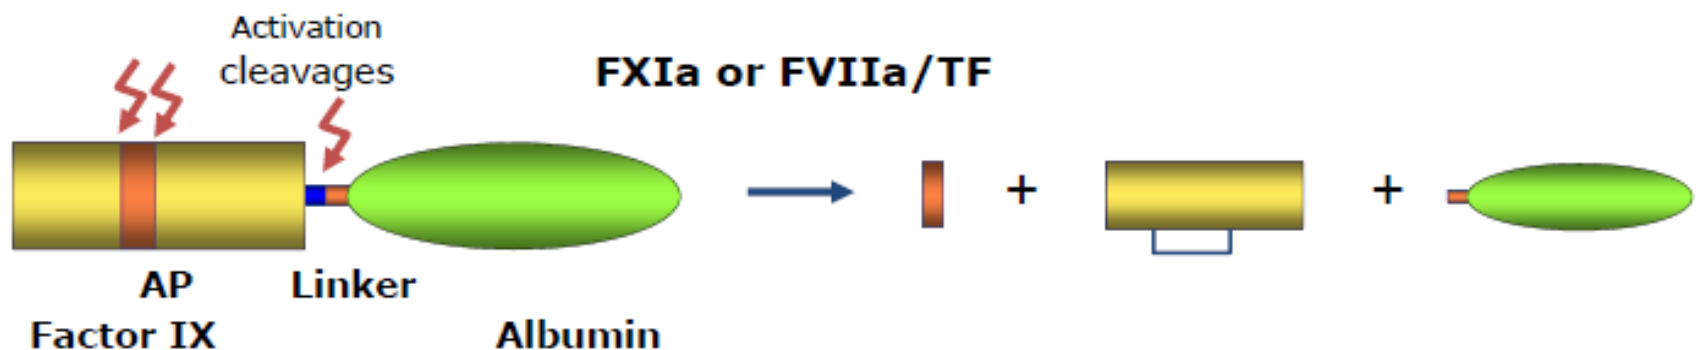 Activation
cleavages
FXIa or FVIIa/TF
+
+
AP
Linker
Factor IX
Albumin